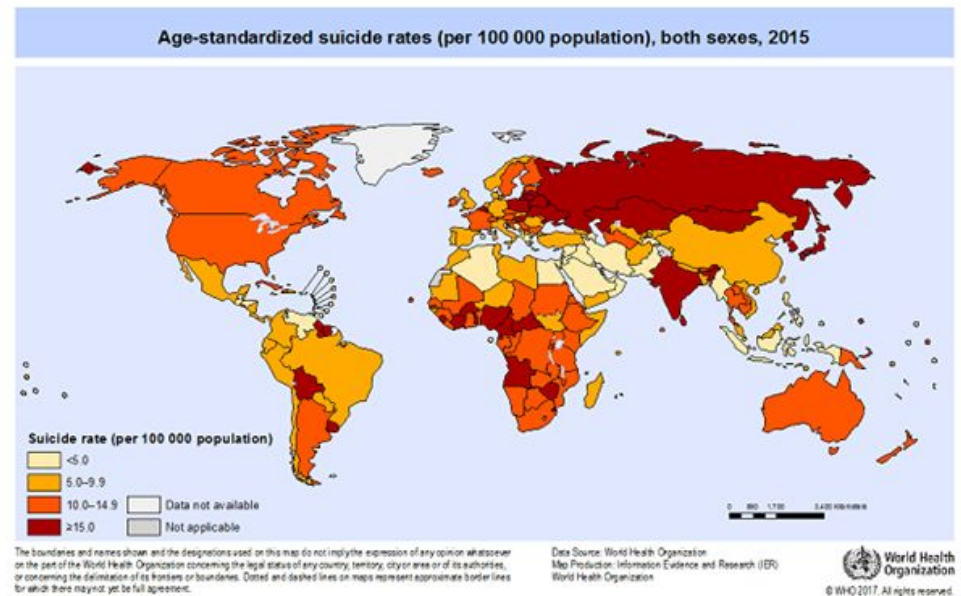 Age-standardized suicide rates (per 100 000 population), both sexes, 2015
Suicide rate (per 100 000 population)
<5.0
5.0–9.9
10.0–14.9
≥15.0
Data not available
Not applicable
0
1,700
3,400 Kilometers
The boundaries and names shown and the designations used on this map do not imply the expression of any opinion whatsoever
on the part of the World Health Organization concerning the legal status of any country, territory, city or area or of its authorities,
or concerning the delimitation of its frontiers or boundaries. Dotted and dashed lines on maps represent approximate border lines
for which there may not yet be full agreement.
Data Source: World Health Organization
Map Production: Information Evidence and Research (IER)
World Health Organization
World Health
Organization
© WHO 2017. All rights reserved.